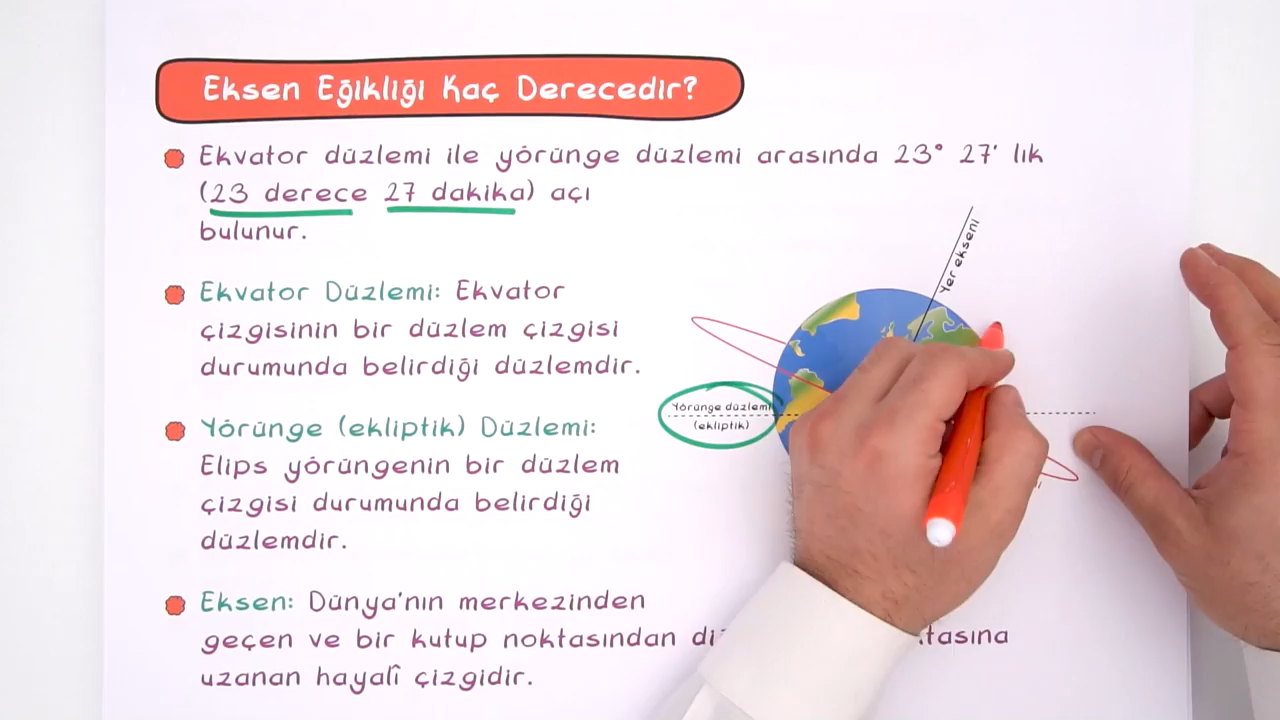 Eksen Eğikliği Kaç Derecedir?
Ekvator düzlemi ile yörünge düzlemi arasında 23° 27' lık
(23 derece 27 dakika) açı
bulunur.
Ekvator Düzlemi: Ekvator
çizgisinin bir düzlem çizgisi
durumunda belirdiği düzlemdir.
Yörünge (ekliptik) Düzlemi:
Elips yörüngenin bir düzlem
çizgisi durumunda belirdiği
düzlemdir.
Eksen: Dünya'nın merkezinden
geçen ve bir kutup noktasından
uzanan hayalî çizgidir.
Yer ekseni
Yörünge düzlemi
(ekliptik)